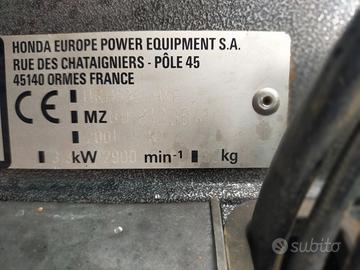 HONDA EUROPE POWER EQUIPMENT S.A.
RUE DES CHATAIGNIERS - PÔLE 45
45140 ORMES FRANCE
CE
MZ
kW 2900 min-1 kg
subito